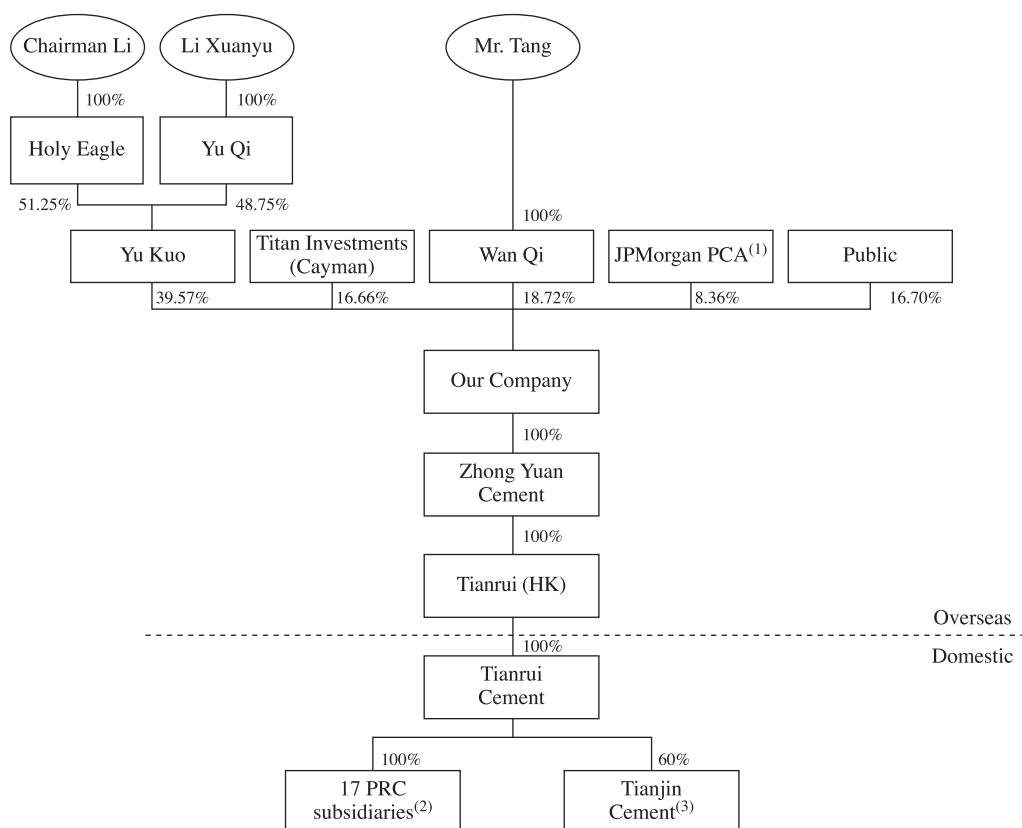 Chairman Li
Li Xuanyu
Mr. Tang
100%
100%
Holy Eagle
Yu Qi
51.25%
48.75%
100%
Yu Kuo
Titan Investments
(Cayman)
Wan Qi
JPMorgan PCA(1)
Public
39.57%
16.66%
18.72%
8.36%
16.70%
Our Company
100%
Zhong Yuan
Cement
100%
Tianrui (HK)
Overseas
100%
Domestic
Tianrui
Cement
100%
60%
17 PRC
subsidiaries(2)
Tianjin
Cement(3)